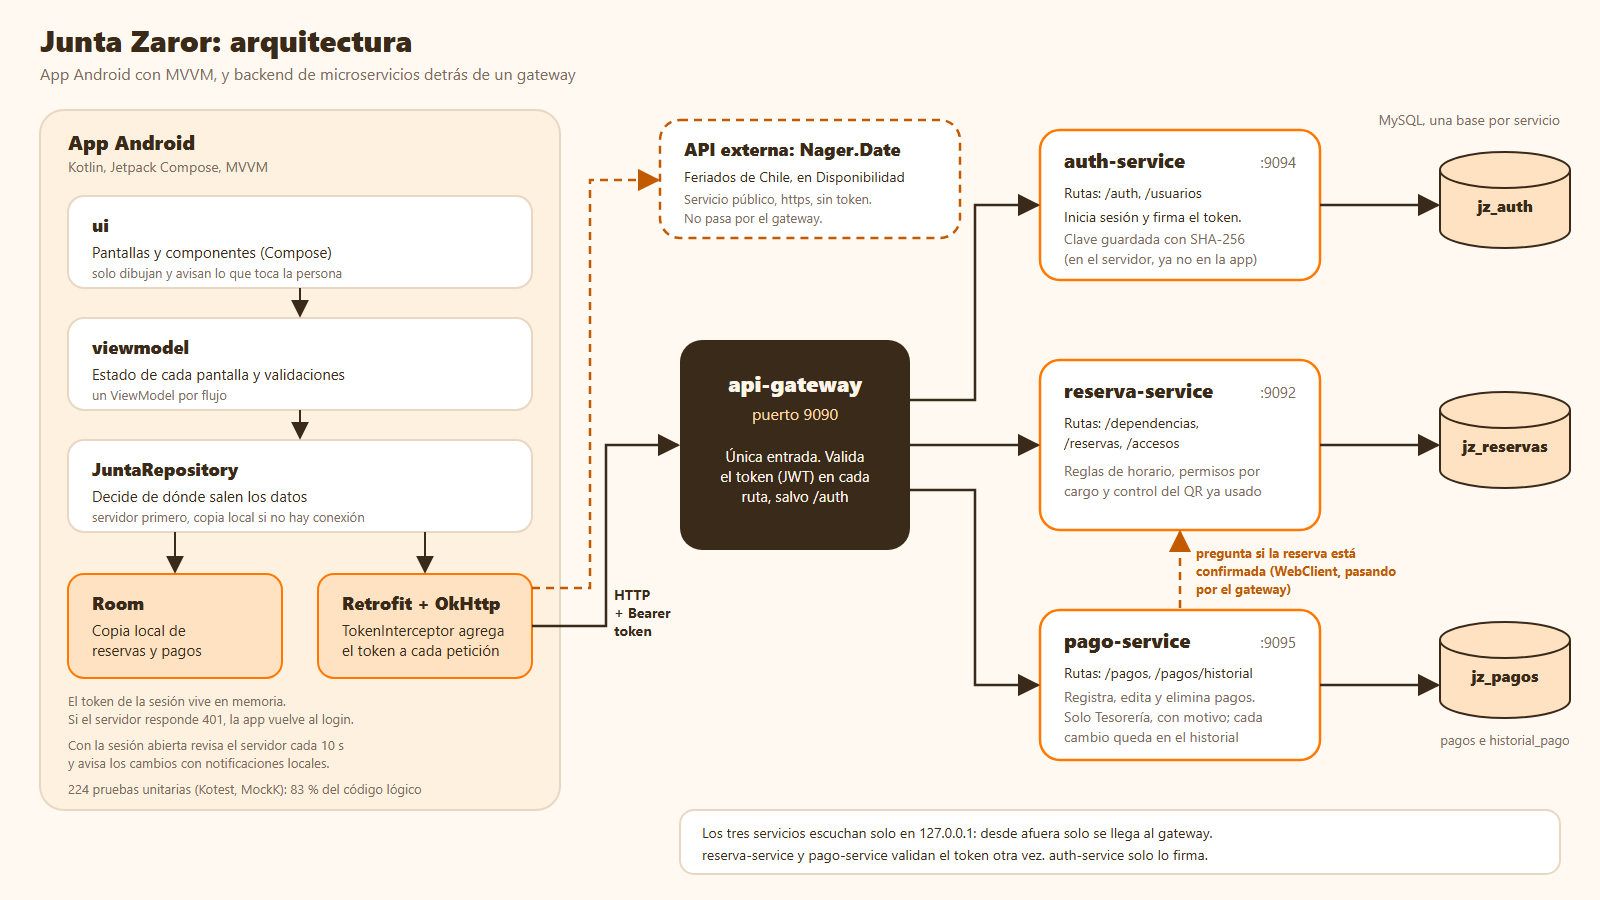 Junta Zaror: arquitectura
App Android con MVVM, y backend de microservicios detrás de un gateway
App Android
Kotlin, Jetpack Compose, MVVM
ui
Pantallas y componentes (Compose)
solo dibujan y avisan lo que toca la persona
viewmodel
Estado de cada pantalla y validaciones
un ViewModel por flujo
JuntaRepository
Decide de dónde salen los datos
servidor primero, copia local si no hay conexión
Room
Copia local de
reservas y pagos
Retrofit + OkHttp
TokenInterceptor agrega
el token a cada petición
El token de la sesión vive en memoria.
Si el servidor responde 401, la app vuelve al login.
Con la sesión abierta revisa el servidor cada 10 s
y avisa los cambios con notificaciones locales.
224 pruebas unitarias (Kotest, MockK): 83 % del código lógico
HTTP
+ Bearer
token
API externa: Nager.Date
Feriados de Chile, en Disponibilidad
Servicio público, https, sin token.
No pasa por el gateway.
api-gateway
puerto 9090
Única entrada. Valida
el token (JWT) en cada
ruta, salvo /auth
MySQL, una base por servicio
auth-service :9094
Rutas: /auth, /usuarios
Inicia sesión y firma el token.
Clave guardada con SHA-256
(en el servidor, ya no en la app)
jz_auth
reserva-service :9092
Rutas: /dependencias,
/reservas, /accesos
Reglas de horario, permisos por
cargo y control del QR ya usado
jz_reservas
pregunta si la reserva está
confirmada (WebClient, pasando
por el gateway)
pago-service :9095
Rutas: /pagos, /pagos/historial
Registra, edita y elimina pagos.
Solo Tesorería, con motivo; cada
cambio queda en el historial
jz_pagos
pagos e historial_pago
Los tres servicios escuchan solo en 127.0.0.1: desde afuera solo se llega al gateway.
reserva-service y pago-service validan el token otra vez. auth-service solo lo firma.